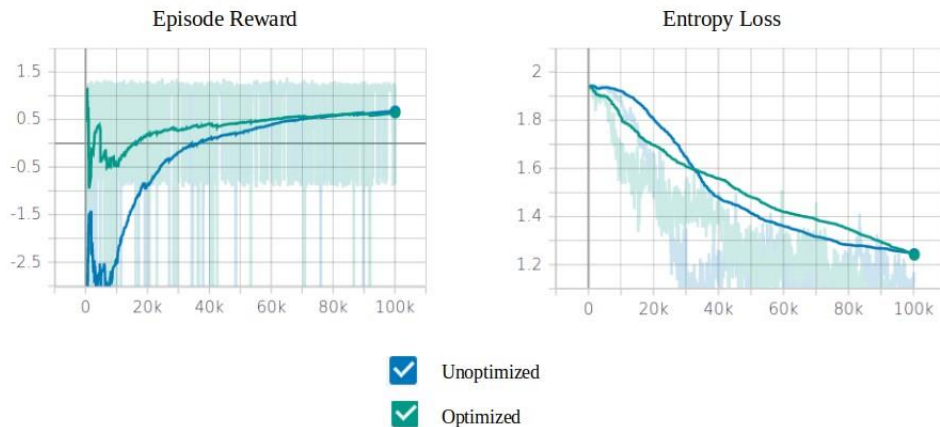 Episode Reward
Entropy Loss
1.5
0.5
-0.5
-1.5
-2.5
0 20k 40k 60k 80k 100k
2
1.8
1.6
1.4
1.2
0 20k 40k 60k 80k 100k
Unoptimized
Optimized